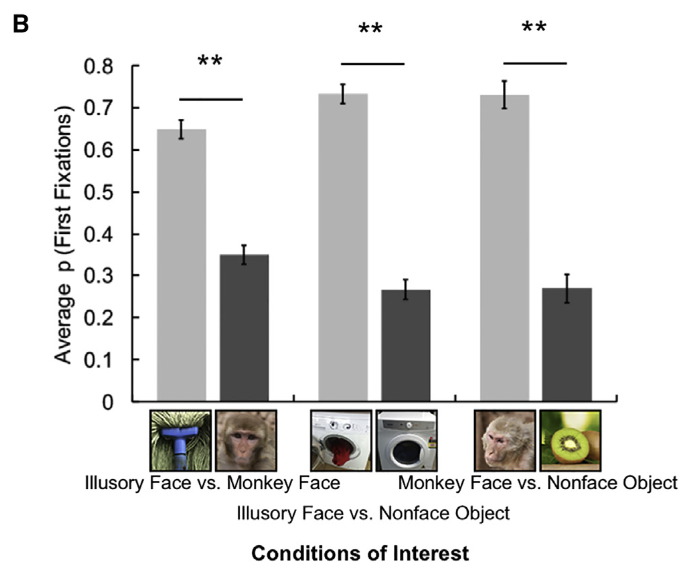 B
**
**
**
0.8
0.7
0.6
0.5
0.4
0.3
0.2
0.1
0
Average p (First Fixations)
Illusory Face vs. Monkey Face
Monkey Face vs. Nonface Object
Illusory Face vs. Nonface Object
Conditions of Interest